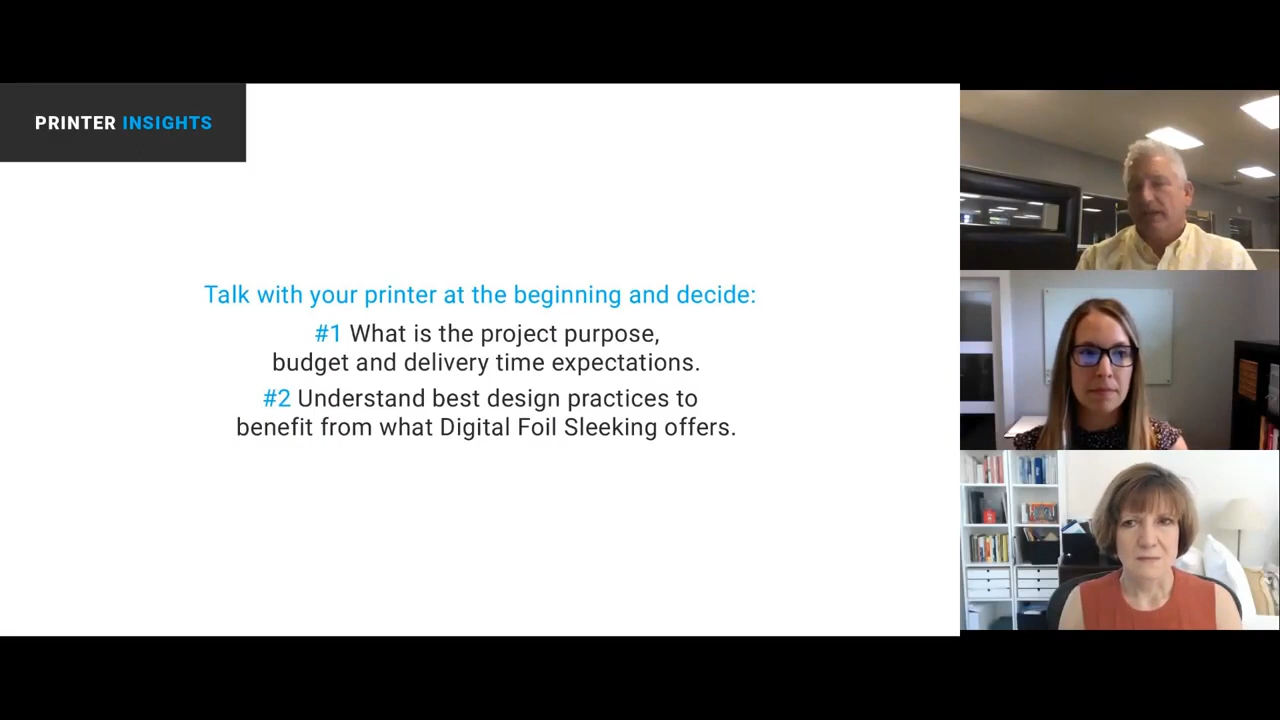 PRINTER INSIGHTS
Talk with your printer at the beginning and decide:
#1 What is the project purpose,
budget and delivery time expectations.
#2 Understand best design practices to
benefit from what Digital Foil Sleeking offers.